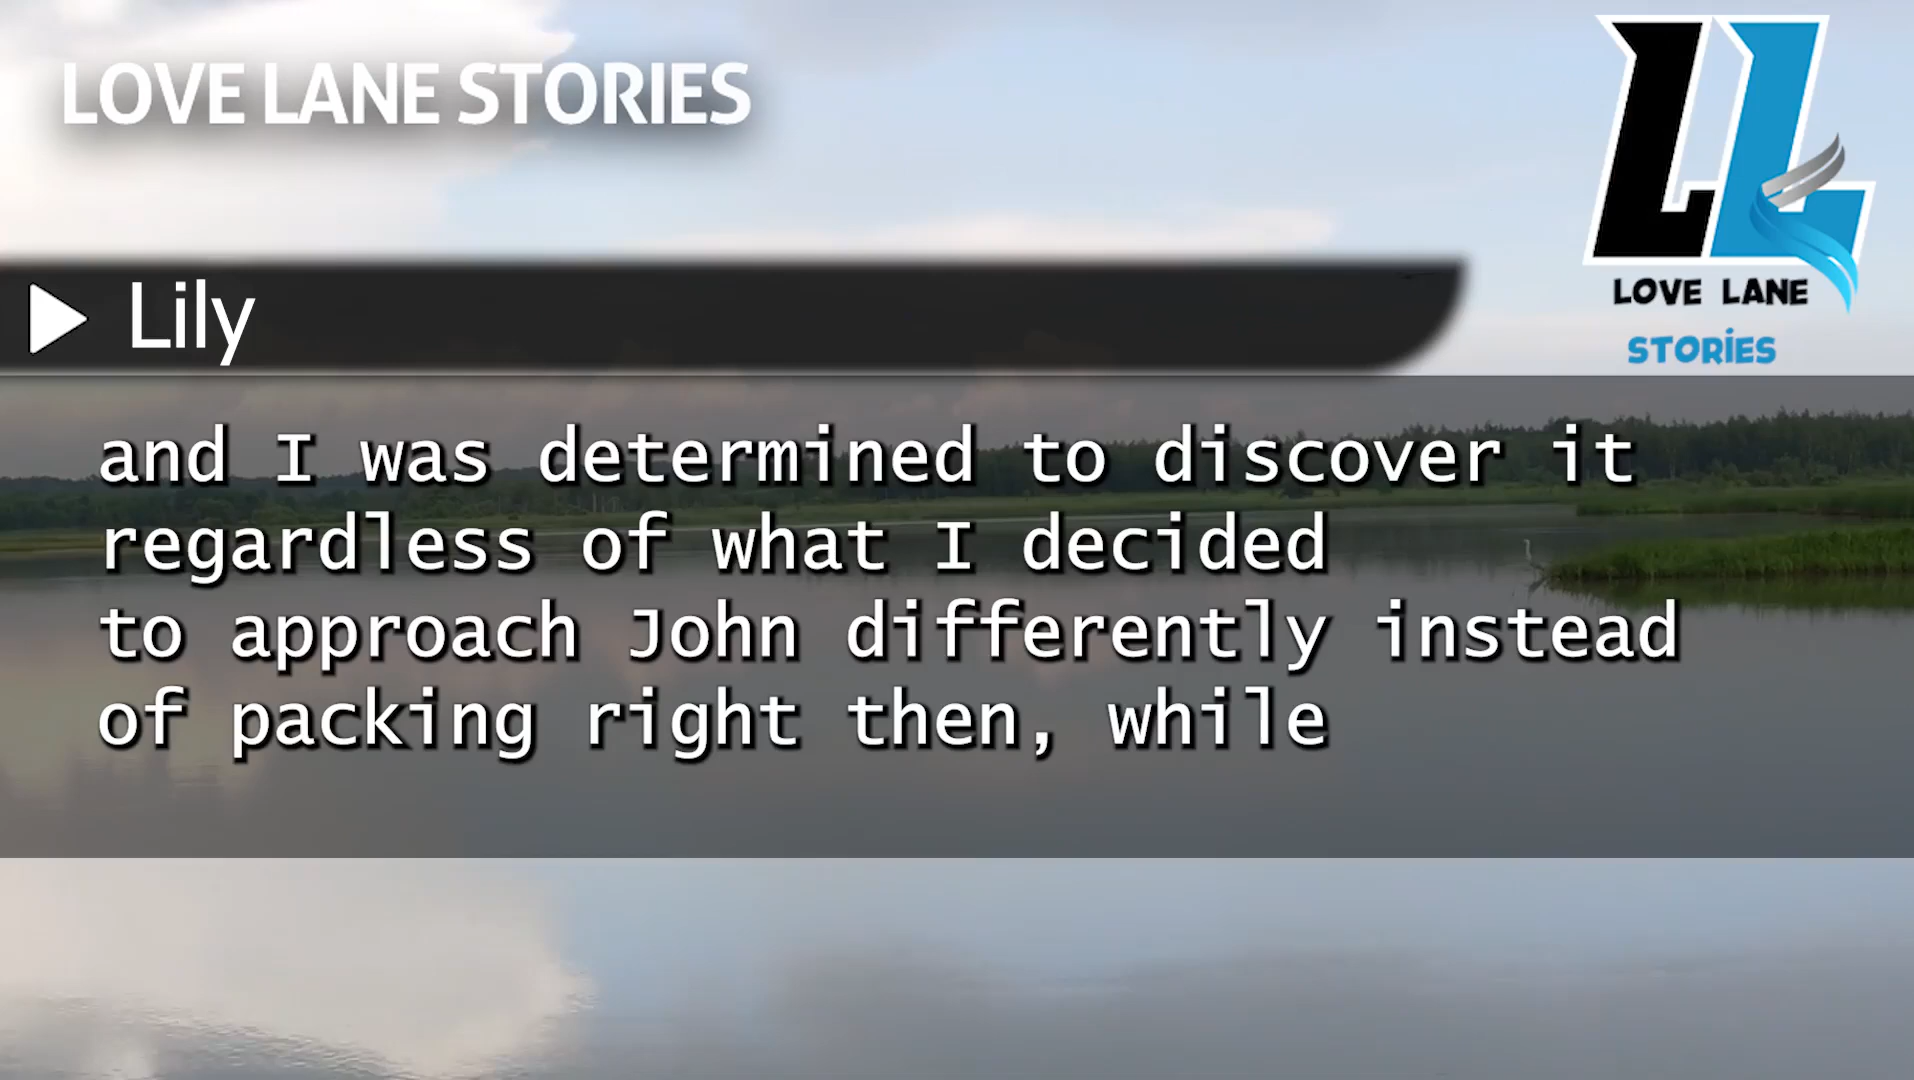 LOVE LANE STORIES
LL
LOVE LANE
STORIES
Lily
and I was determined to discover it
regardless of what I decided
to approach John differently instead
of packing right then, while